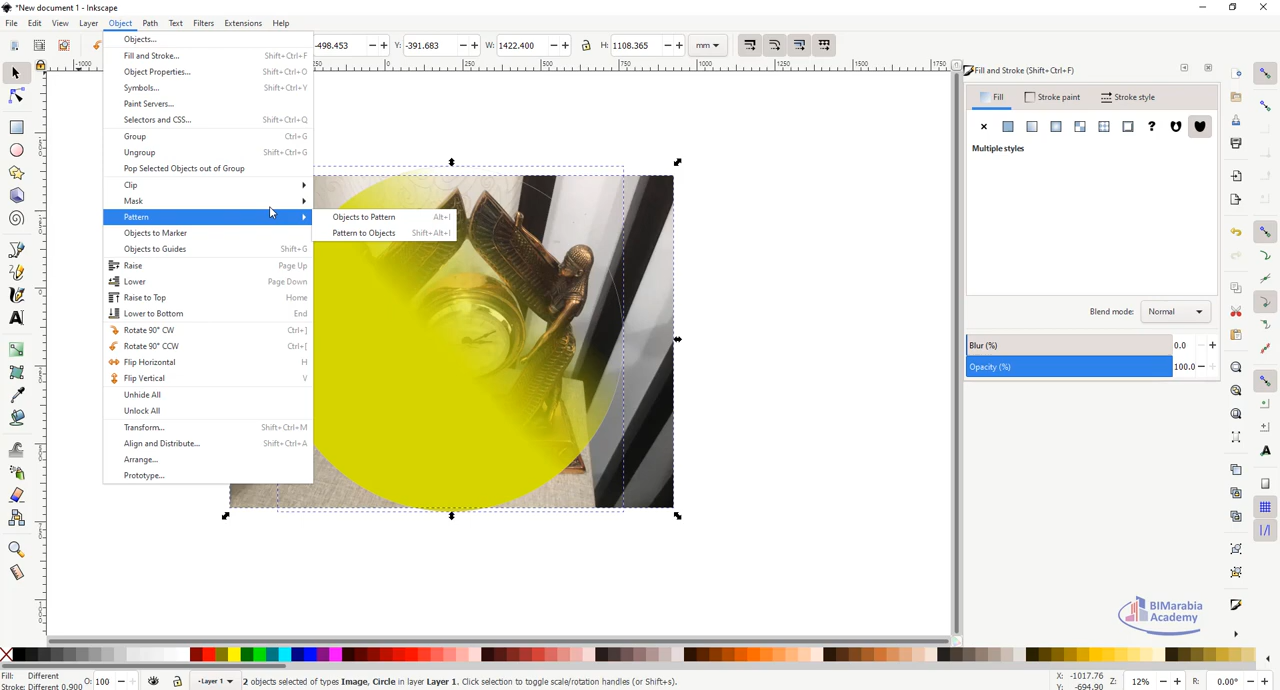 *New document 1 - Inkscape
File Edit View Layer Object Path Text Filters Extensions Help
-498.453 Y: -391.683 W: 1422.400 H: 1108.365 mm
Objects...
Fill and Stroke... Shift+Ctrl+F
Object Properties... Shift+Ctrl+O
Symbols... Shift+Ctrl+Y
Paint Servers...
Selectors and CSS... Shift+Ctrl+Q
Group Ctrl+G
Ungroup Shift+Ctrl+G
Pop Selected Objects out of Group
Clip
Mask
Pattern
Objects to Pattern Alt+I
Pattern to Objects Shift+Alt+I
Objects to Marker
Objects to Guides Shift+G
Raise Page Up
Lower Page Down
Raise to Top Home
Lower to Bottom End
Rotate 90° CW Ctrl+]
Rotate 90° CCW Ctrl+[
Flip Horizontal H
Flip Vertical V
Unhide All
Unlock All
Transform... Shift+Ctrl+M
Align and Distribute... Shift+Ctrl+A
Arrange...
Prototype...
Fill and Stroke (Shift+Ctrl+F)
Fill Stroke paint Stroke style
Multiple styles
Blend mode: Normal
Blur (%) 0.0
Opacity (%) 100.0
BIMarabia
Academy
Fill: Different
Stroke: Different 0.900
O: 100
Layer 1
2 objects selected of types Image, Circle in layer Layer 1. Click selection to toggle scale/rotation handles (or Shift+s).
X: -1017.76
Y: -694.90
Z: 12% R: 0.00°